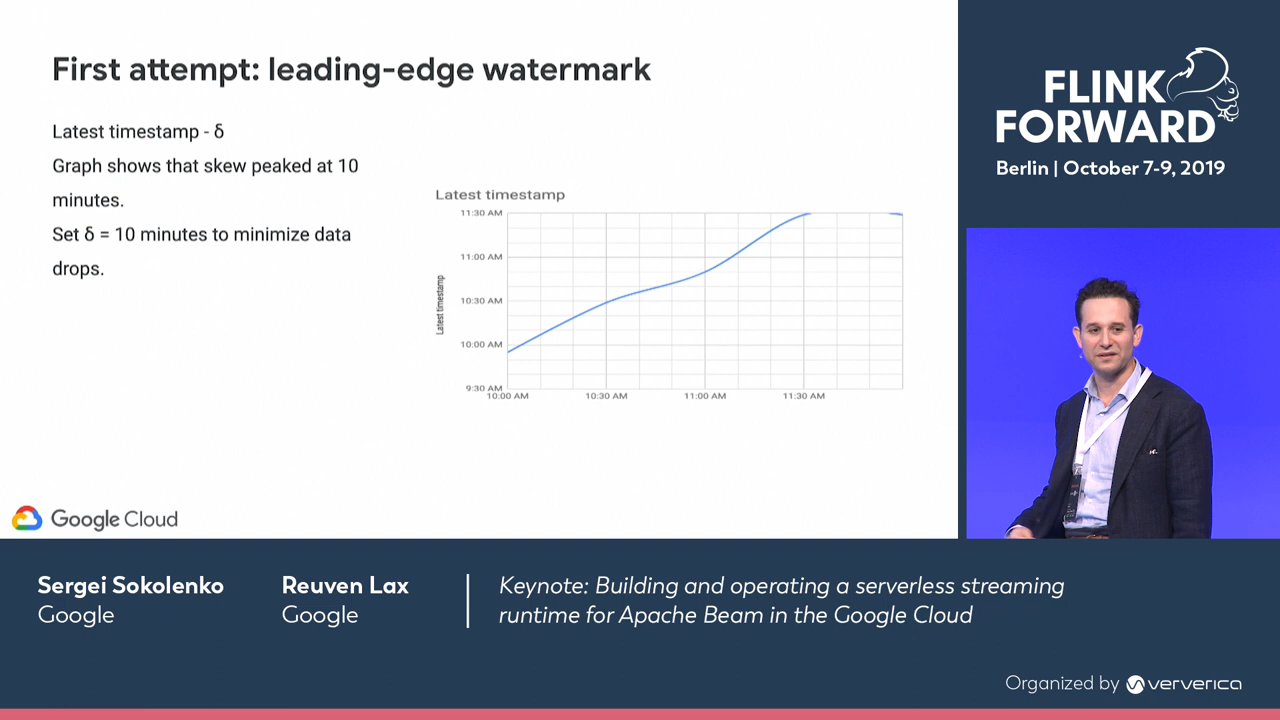 First attempt: leading-edge watermark
Latest timestamp - δ
Graph shows that skew peaked at 10
minutes.
Set δ = 10 minutes to minimize data
drops.
Latest timestamp
Latest timestamp
11:30 AM
11:00 AM
10:30 AM
10:00 AM
9:30 AM
10:00 AM
10:30 AM
11:00 AM
11:30 AM
Google Cloud
FLINK
FORWARD
Berlin | October 7-9, 2019
Sergei Sokolenko
Google
Reuven Lax
Google
Keynote: Building and operating a serverless streaming
runtime for Apache Beam in the Google Cloud
Organized by ververica